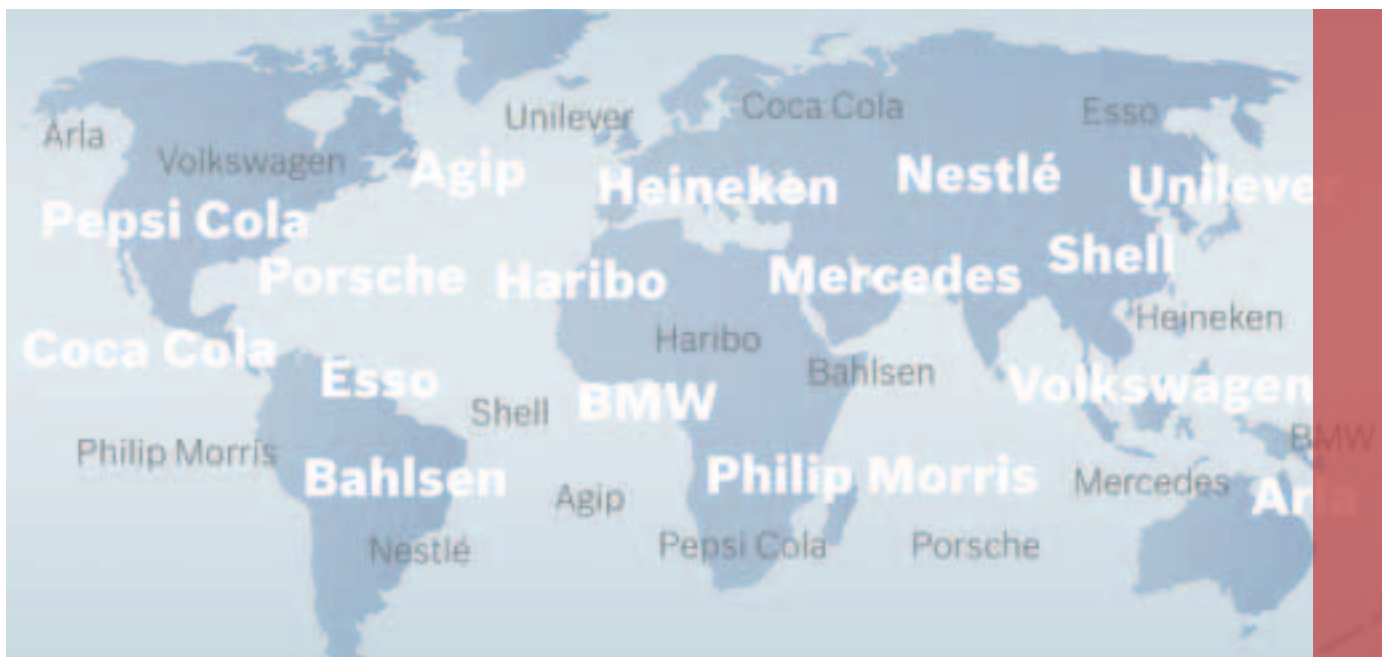 Unilever
Coca Cola
Esso
Arla
Volkswagen
Agip
Heineken
Nestlé
Unilever
Pepsi Cola
Porsche
Haribo
Mercedes
Shell
Heineken
Coca Cola
Haribo
Esso
Bahlsen
Volkswagen
Shell
BMW
BMW
Philip Morris
Bahlsen
Agip
Philip Morris
Mercedes
Arla
Nestlé
Pepsi Cola
Porsche